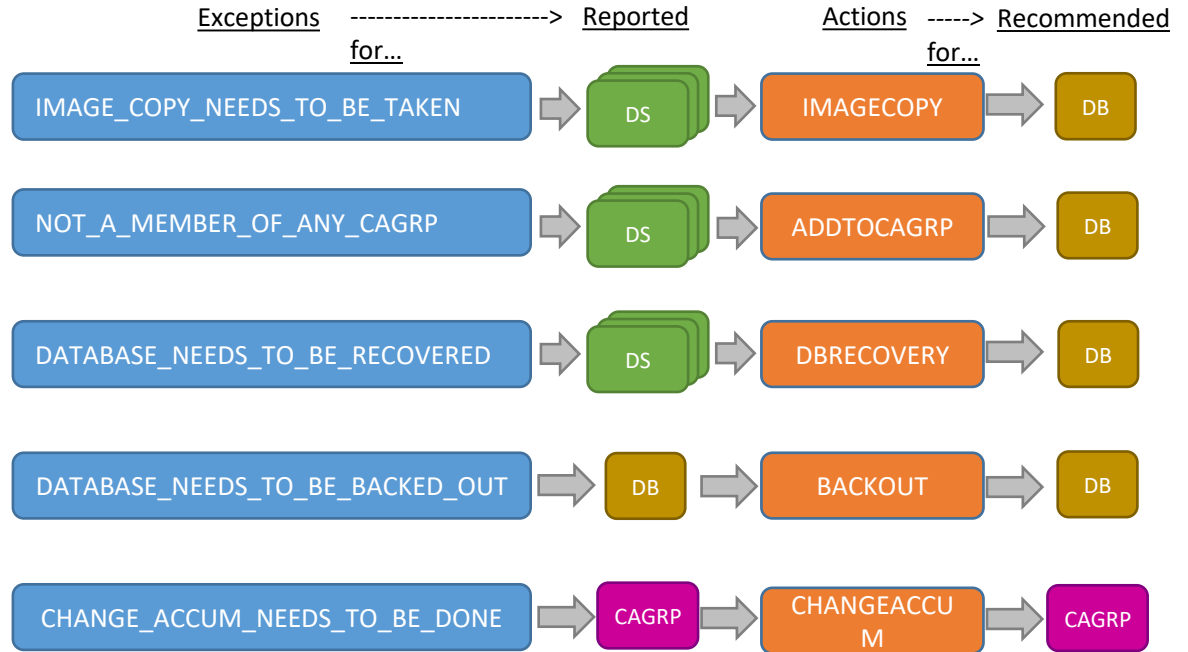 Exceptions -----------------------> Reported Actions -----> Recommended
for… for…
IMAGE_COPY_NEEDS_TO_BE_TAKEN DS IMAGECOPY DB
NOT_A_MEMBER_OF_ANY_CAGRP DS ADDTOCAGRP DB
DATABASE_NEEDS_TO_BE_RECOVERED DS DBRECOVERY DB
DATABASE_NEEDS_TO_BE_BACKED_OUT DB BACKOUT DB
CHANGE_ACCUM_NEEDS_TO_BE_DONE CAGRP CHANGEACCU
M CAGRP